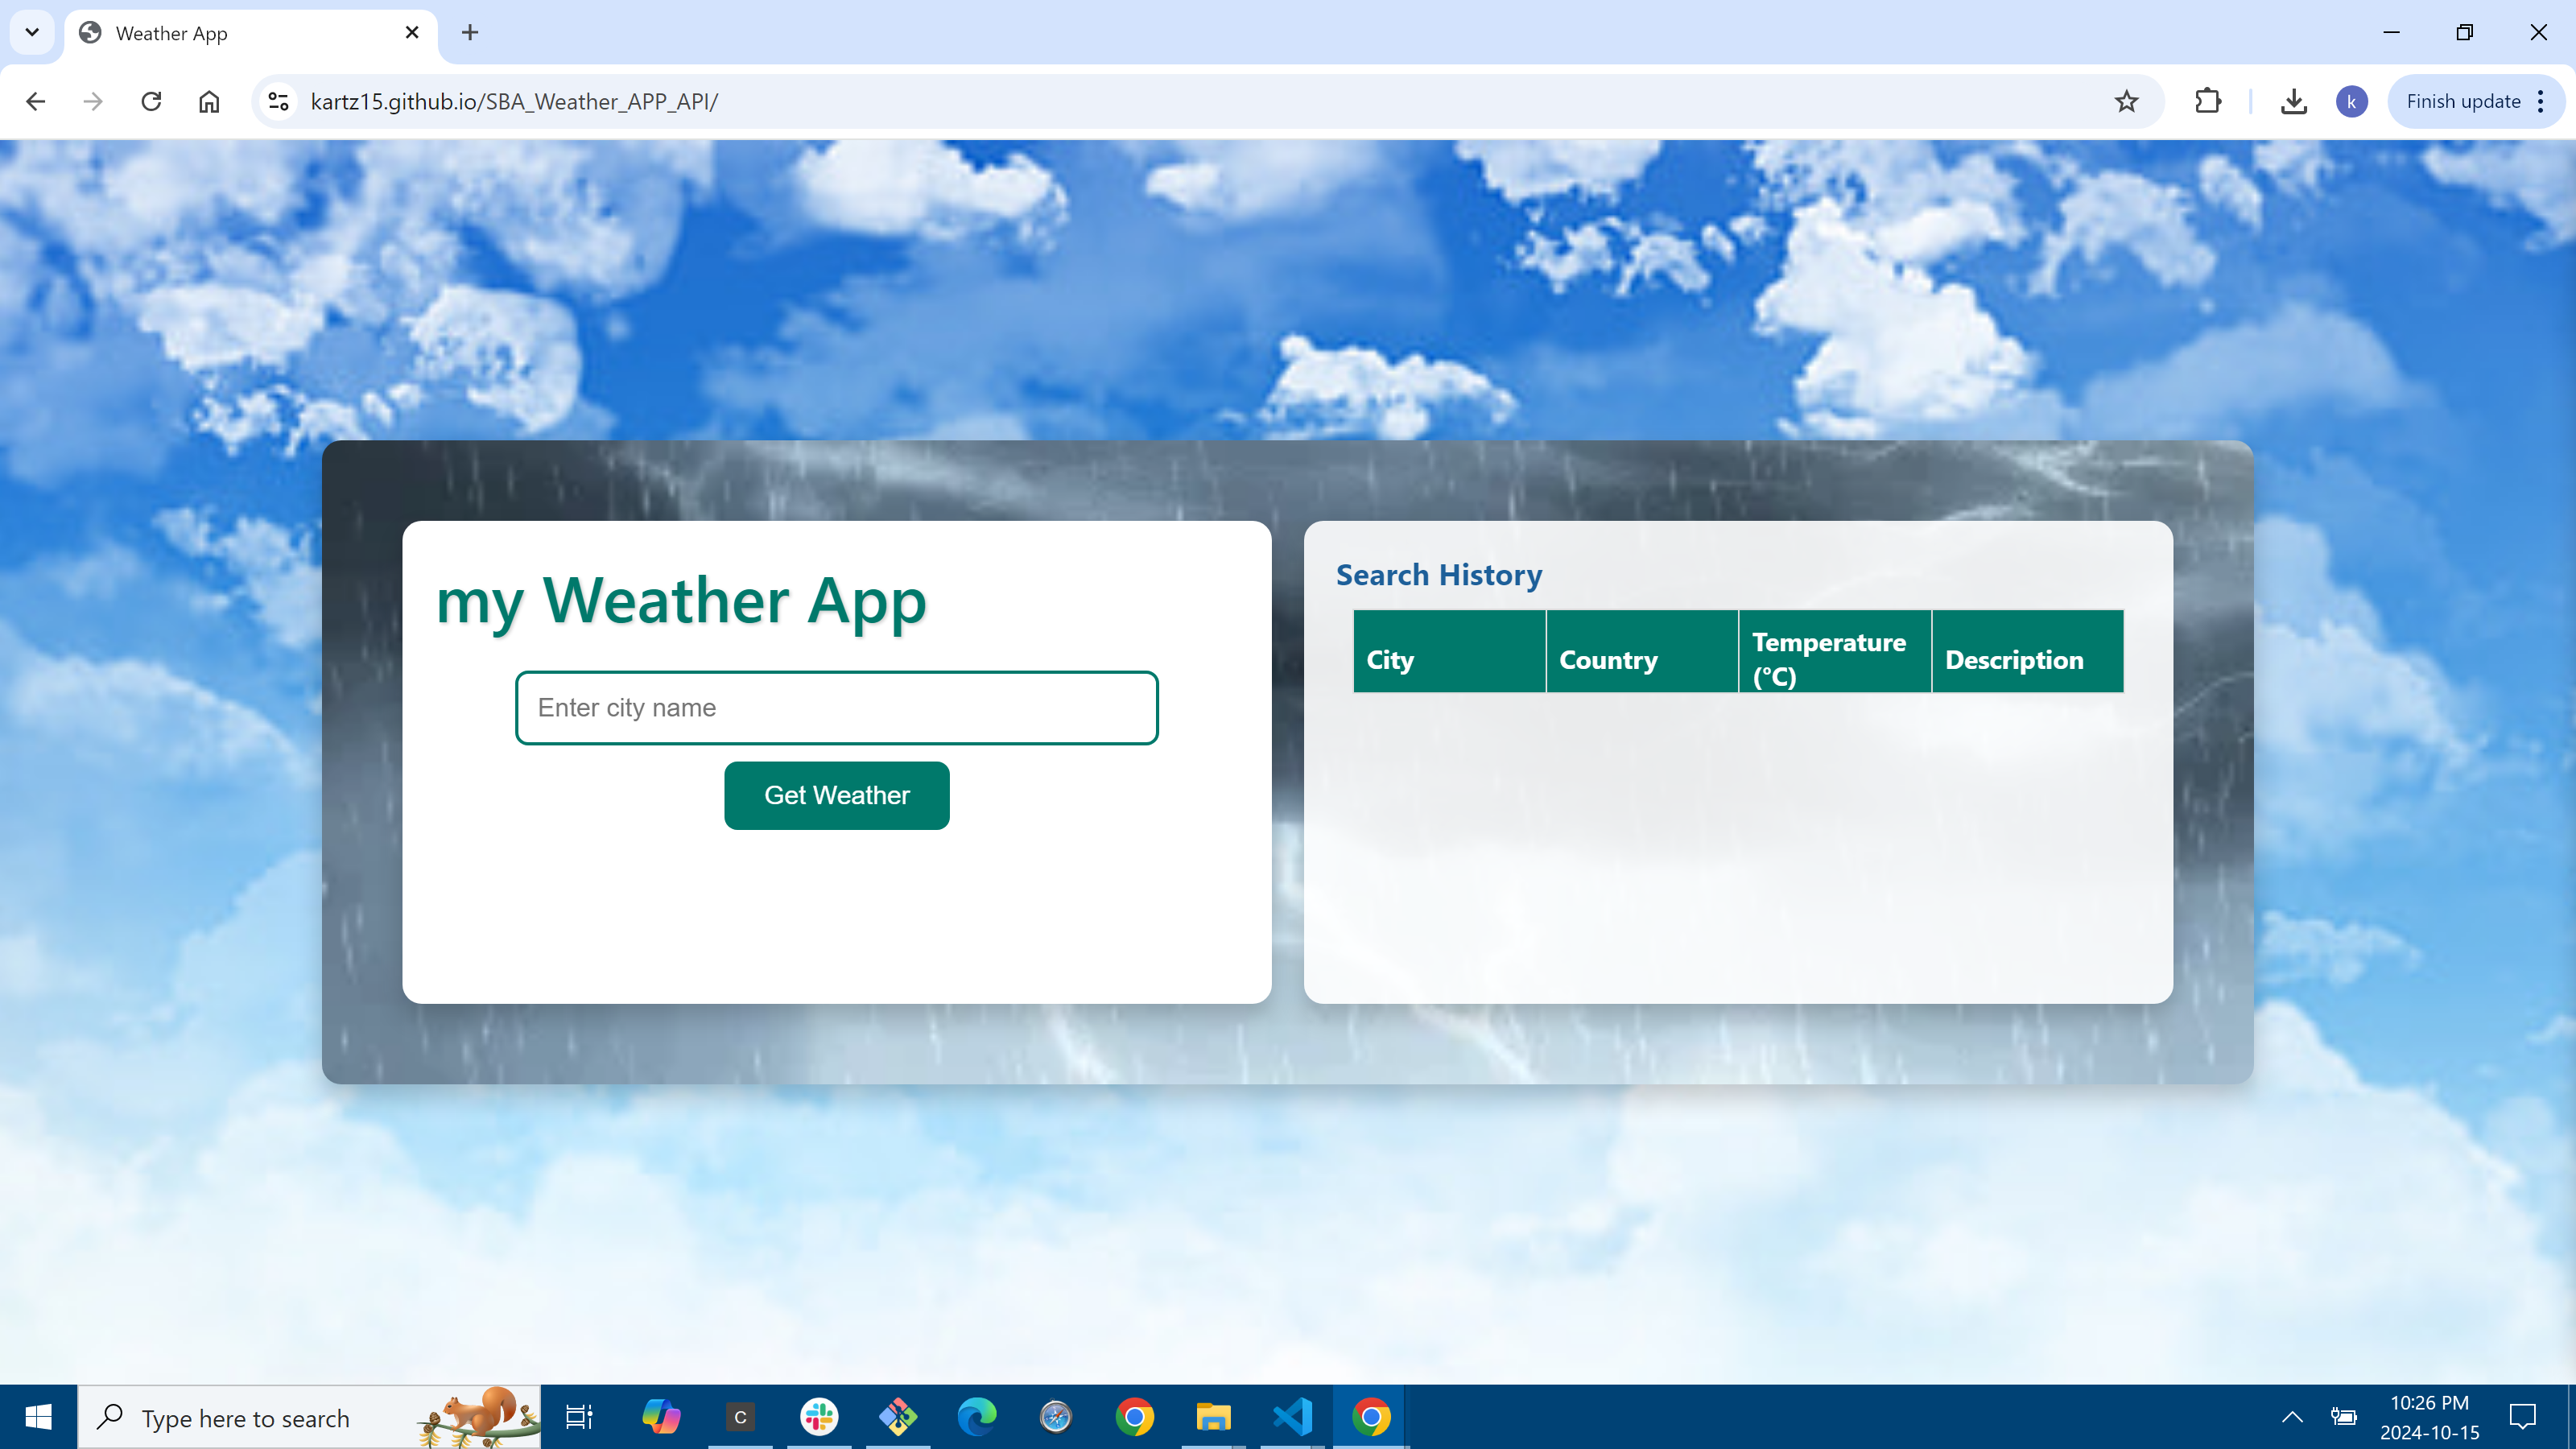 Weather App
kartz15.github.io/SBA_Weather_APP_API/
k
Finish update
my Weather App
Enter city name
Get Weather
Search History
City
Country
Temperature
(°C)
Description
Type here to search
C
10:26 PM
2024-10-15